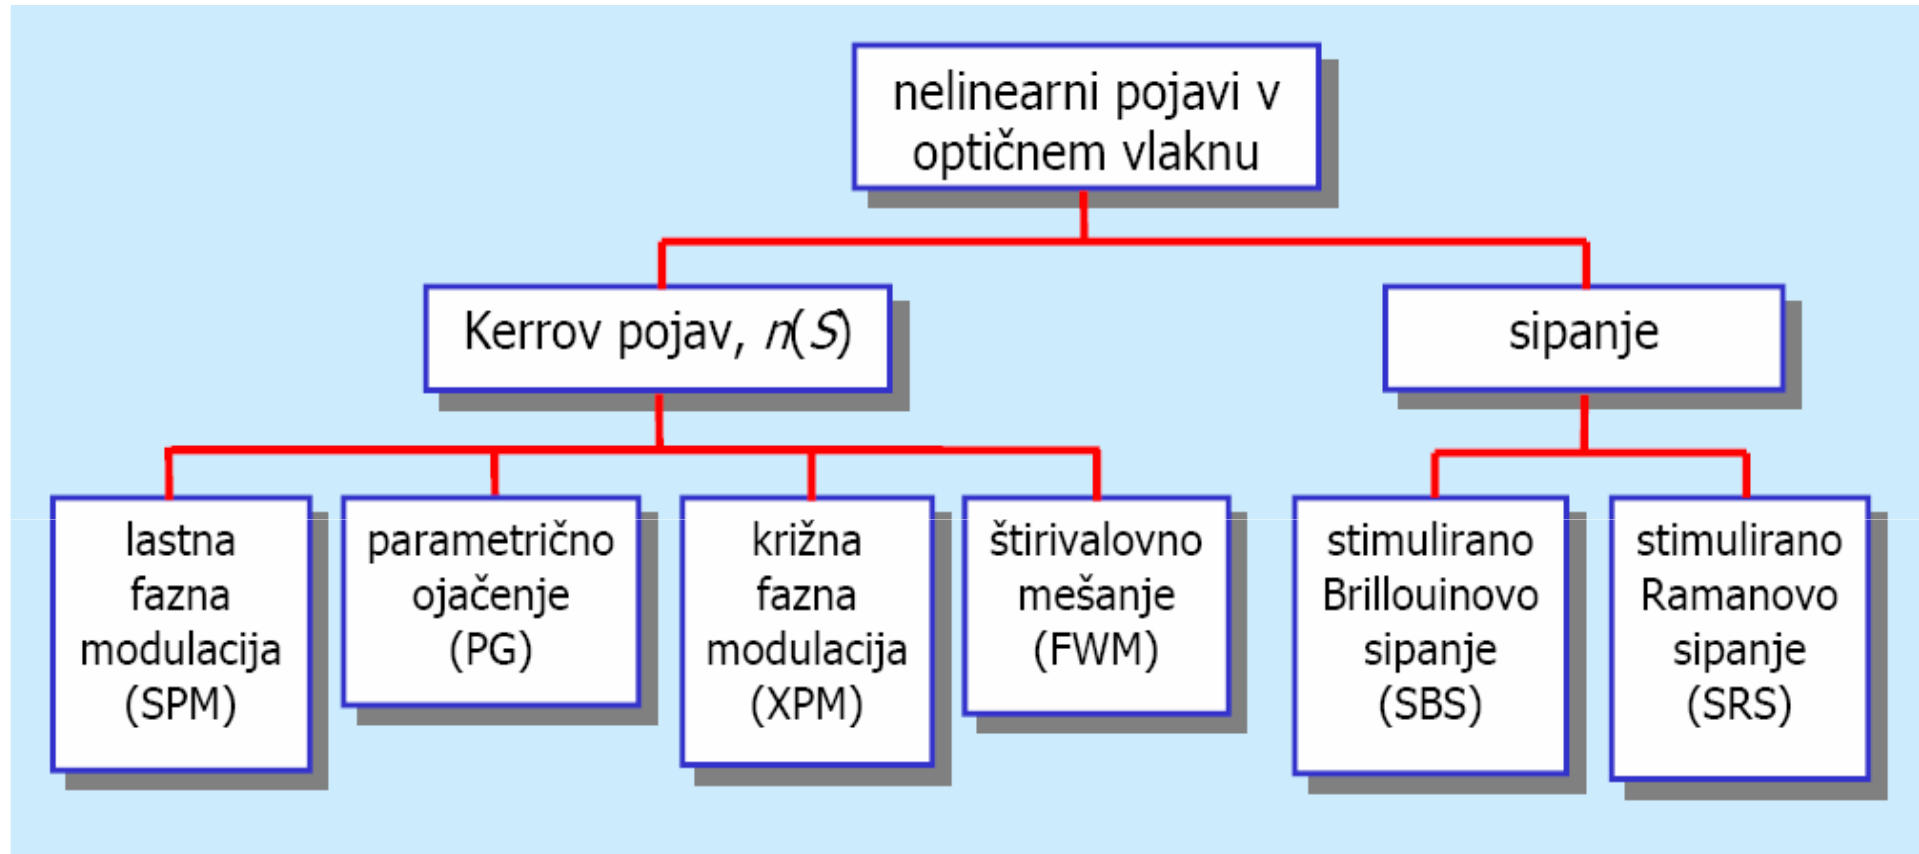 nelinearni pojavi v
optičnem vlaknu
Kerrov pojav, n(S)
sipanje
lastna
fazna
modulacija
(SPM)
parametrično
ojačenje
(PG)
križna
fazna
modulacija
(XPM)
štirivalovno
mešanje
(FWM)
stimulirano
Brillouinovo
sipanje
(SBS)
stimulirano
Ramanovo
sipanje
(SRS)